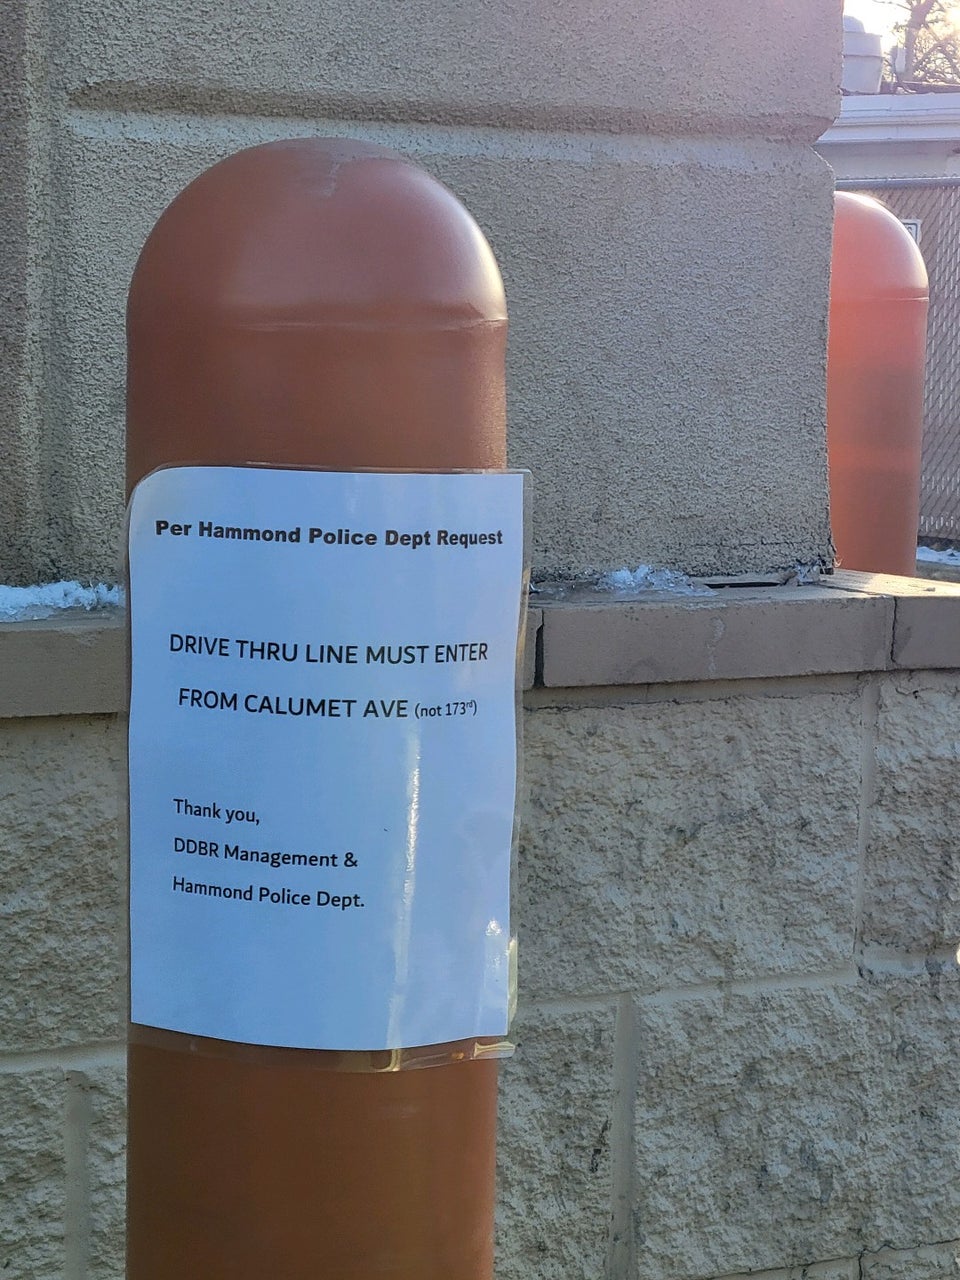 Per Hammond Police Dept Request
DRIVE THRU LINE MUST ENTER
FROM CALUMET AVE (not 173rd)
Thank you,
DDBR Management &
Hammond Police Dept.